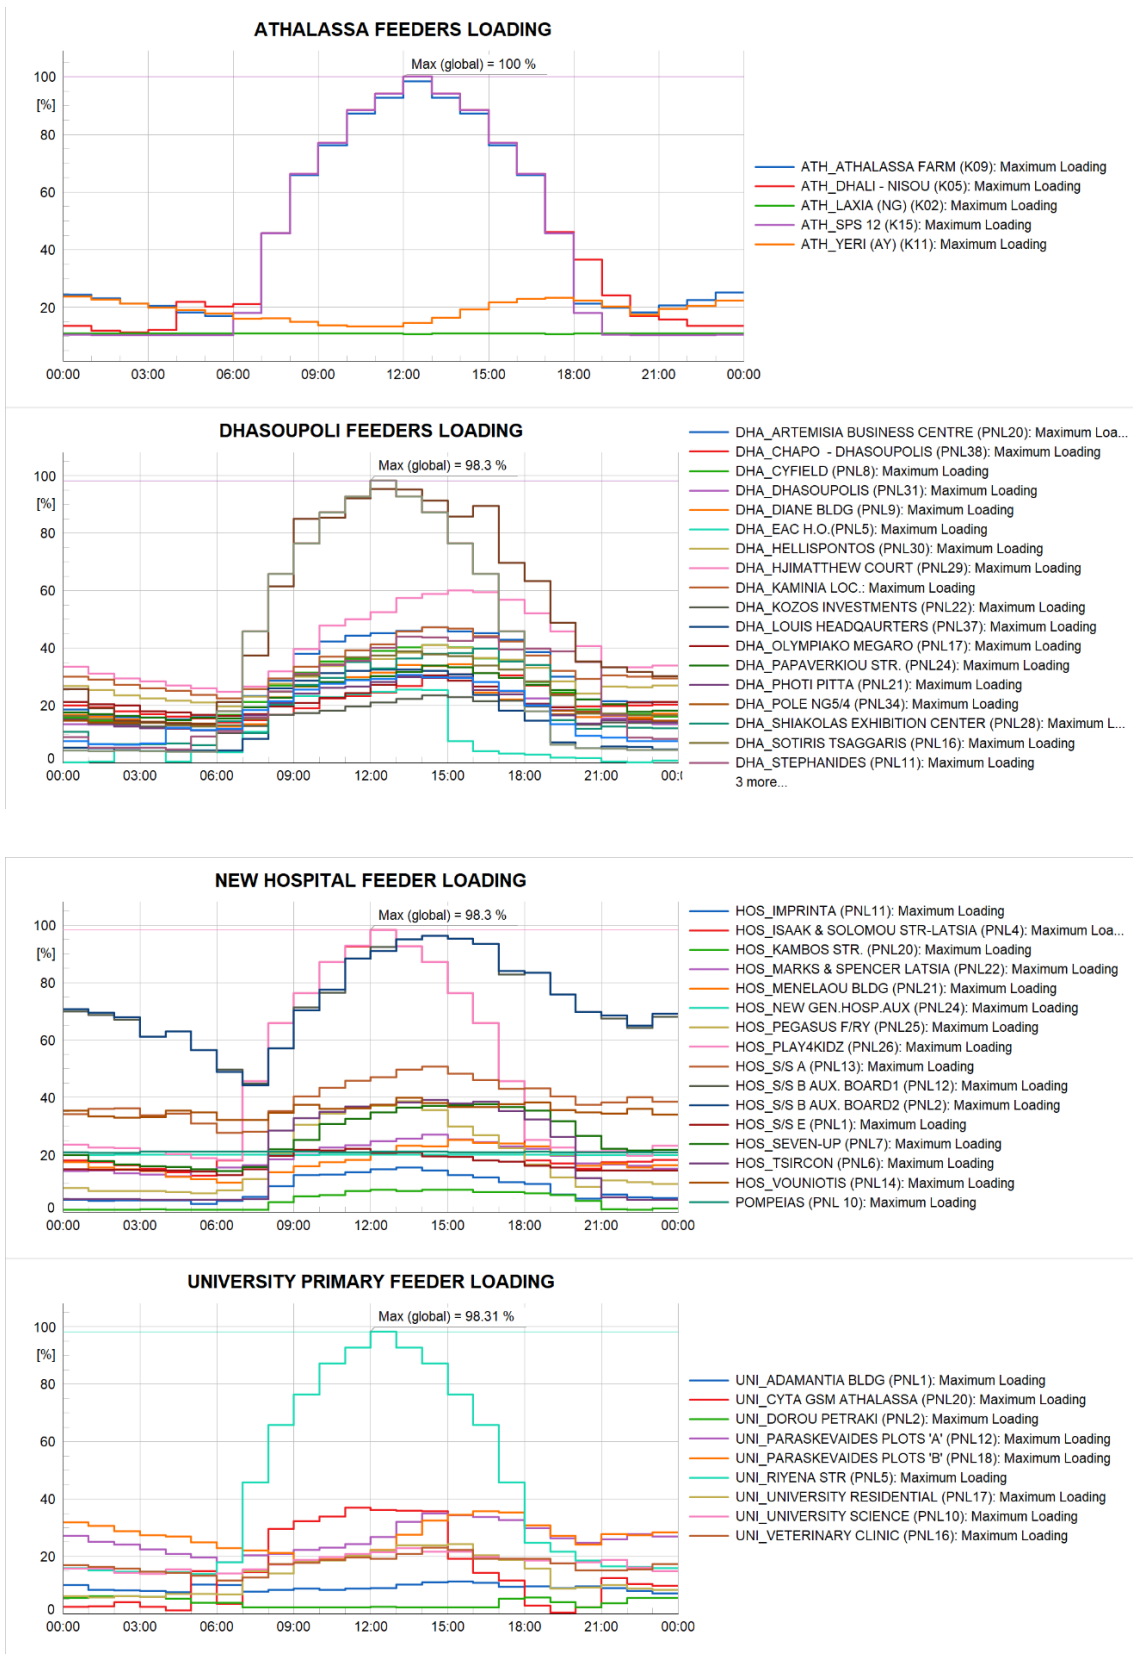 ATHALASSA FEEDERS LOADING
Max (global) = 100 %
100
[%]
80
60
40
20
00:00 03:00 06:00 09:00 12:00 15:00 18:00 21:00 00:00
ATH_ATHALASSA FARM (K09): Maximum Loading
ATH_DHALI - NISOU (K05): Maximum Loading
ATH_LAXIA (NG) (K02): Maximum Loading
ATH_SPS 12 (K15): Maximum Loading
ATH_YERI (AY) (K11): Maximum Loading
DHASOUPOLI FEEDERS LOADING
Max (global) = 98.3 %
100
[%]
80
60
40
20
0
00:00 03:00 06:00 09:00 12:00 15:00 18:00 21:00 00:(
DHA_ARTEMISIA BUSINESS CENTRE (PNL20): Maximum Loa...
DHA_CHAPO - DHASOUPOLIS (PNL38): Maximum Loading
DHA_CYFIELD (PNL8): Maximum Loading
DHA_DHASOUPOLIS (PNL31): Maximum Loading
DHA_DIANE BLDG (PNL9): Maximum Loading
DHA_EAC H.O.(PNL5): Maximum Loading
DHA_HELLISPONTOS (PNL30): Maximum Loading
DHA_HJIMATTHEW COURT (PNL29): Maximum Loading
DHA_KAMINIA LOC.: Maximum Loading
DHA_KOZOS INVESTMENTS (PNL22): Maximum Loading
DHA_LOUIS HEADQAURTERS (PNL37): Maximum Loading
DHA_OLYMPIAKO MEGARO (PNL17): Maximum Loading
DHA_PAPAVERKIOU STR. (PNL24): Maximum Loading
DHA_PHOTI PITTA (PNL21): Maximum Loading
DHA_POLE NG5/4 (PNL34): Maximum Loading
DHA_SHIAKOLAS EXHIBITION CENTER (PNL28): Maximum L...
DHA_SOTIRIS TSAGGARIS (PNL16): Maximum Loading
DHA_STEPHANIDES (PNL11): Maximum Loading
3 more...
NEW HOSPITAL FEEDER LOADING
Max (global) = 98.3 %
100
[%]
80
60
40
20
0
00:00 03:00 06:00 09:00 12:00 15:00 18:00 21:00 00:00
HOS_IMPRINTA (PNL11): Maximum Loading
HOS_ISAAK & SOLOMOU STR-LATSIA (PNL4): Maximum Loa...
HOS_KAMBOS STR. (PNL20): Maximum Loading
HOS_MARKS & SPENCER LATSIA (PNL22): Maximum Loading
HOS_MENELAOU BLDG (PNL21): Maximum Loading
HOS_NEW GEN.HOSP.AUX (PNL24): Maximum Loading
HOS_PEGASUS F/RY (PNL25): Maximum Loading
HOS_PLAY4KIDZ (PNL26): Maximum Loading
HOS_S/S A (PNL13): Maximum Loading
HOS_S/S B AUX. BOARD1 (PNL12): Maximum Loading
HOS_S/S B AUX. BOARD2 (PNL2): Maximum Loading
HOS_S/S E (PNL1): Maximum Loading
HOS_SEVEN-UP (PNL7): Maximum Loading
HOS_TSIRCON (PNL6): Maximum Loading
HOS_VOUNIOTIS (PNL14): Maximum Loading
POMPEIAS (PNL 10): Maximum Loading
UNIVERSITY PRIMARY FEEDER LOADING
Max (global) = 98.31 %
100
[%]
80
60
40
20
0
00:00 03:00 06:00 09:00 12:00 15:00 18:00 21:00 00:00
UNI_ADAMANTIA BLDG (PNL1): Maximum Loading
UNI_CYTA GSM ATHALASSA (PNL20): Maximum Loading
UNI_DOROU PETRAKI (PNL2): Maximum Loading
UNI_PARASKEVAIDES PLOTS 'A' (PNL12): Maximum Loading
UNI_PARASKEVAIDES PLOTS 'B' (PNL18): Maximum Loading
UNI_RIYENA STR (PNL5): Maximum Loading
UNI_UNIVERSITY RESIDENTIAL (PNL17): Maximum Loading
UNI_UNIVERSITY SCIENCE (PNL10): Maximum Loading
UNI_VETERINARY CLINIC (PNL16): Maximum Loading